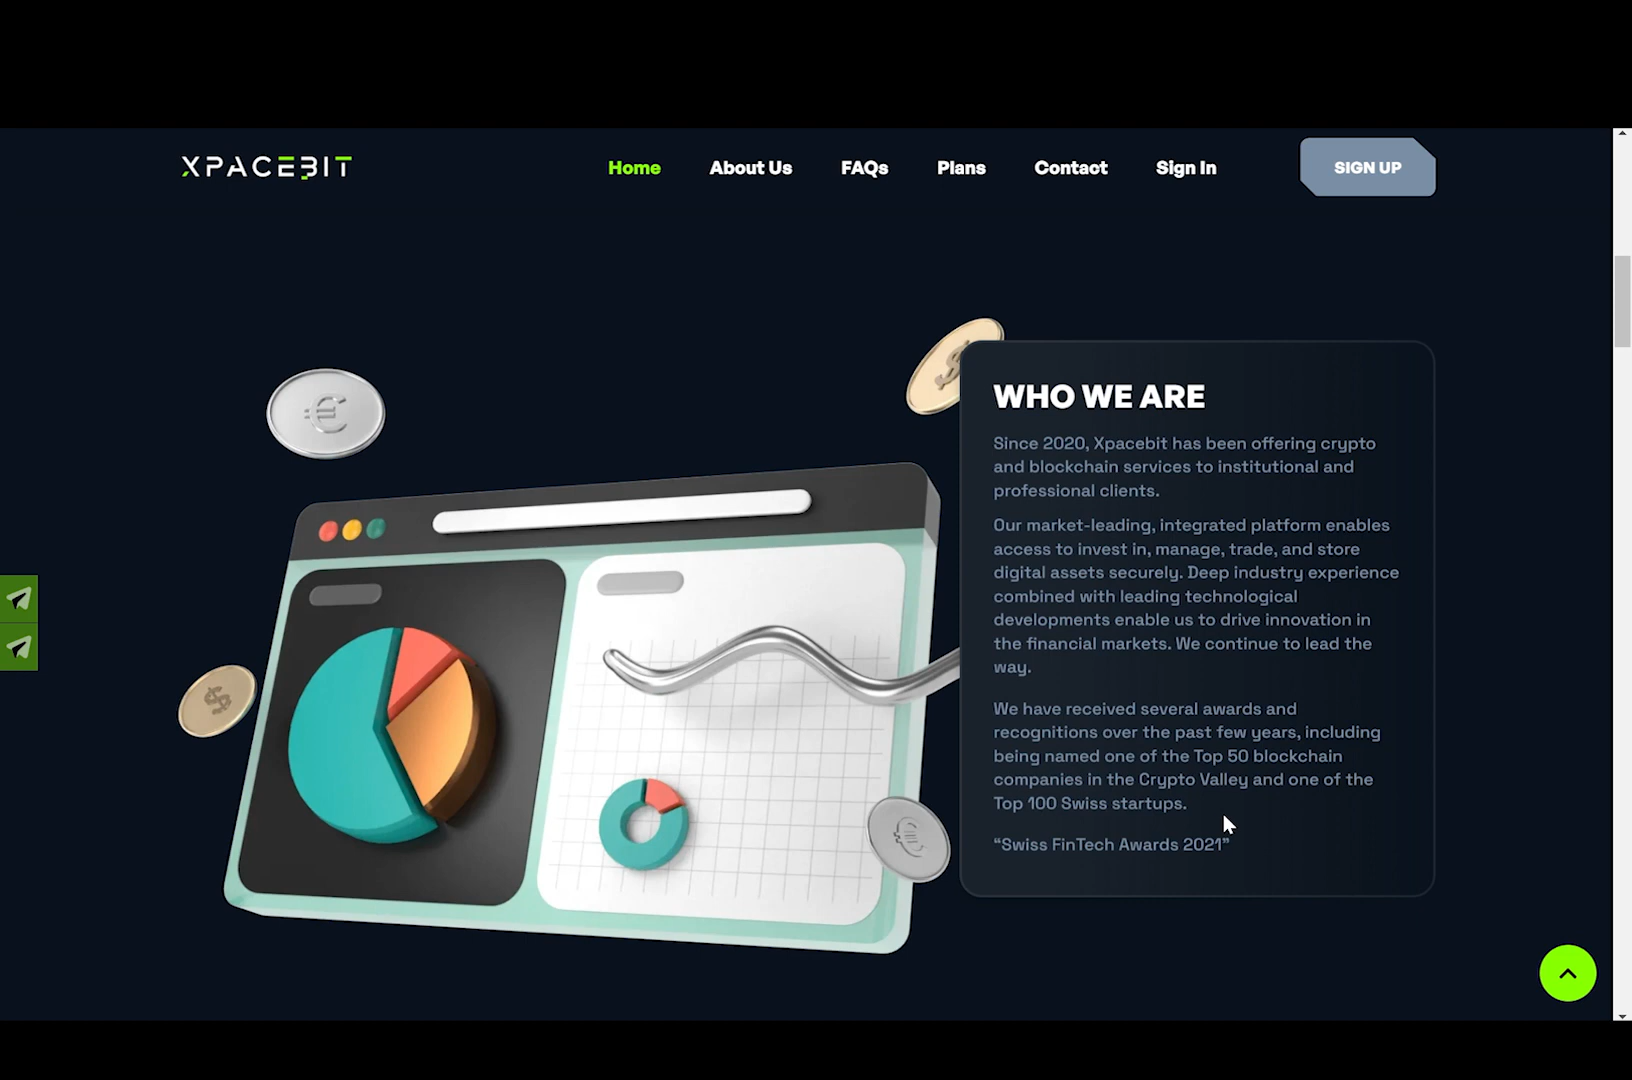 XPACEBIT
Home
About Us
FAQs
Plans
Contact
Sign In
SIGN UP
WHO WE ARE
Since 2020, Xpacebit has been offering crypto
and blockchain services to institutional and
professional clients.
Our market-leading, integrated platform enables
access to invest in, manage, trade, and store
digital assets securely. Deep industry experience
combined with leading technological
developments enable us to drive innovation in
the financial markets. We continue to lead the
way.
We have received several awards and
recognitions over the past few years, including
being named one of the Top 50 blockchain
companies in the Crypto Valley and one of the
Top 100 Swiss startups.
“Swiss FinTech Awards 2021”